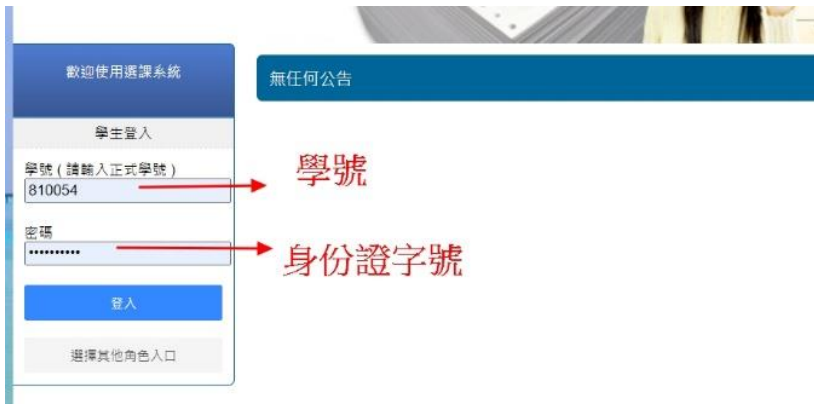 歡迎使用選課系統
無任何公告
學生登入
學號 ( 請輸入正式學號 )
810054
學號
密碼
••••••••••
身份證字號
登入
選擇其他角色入口